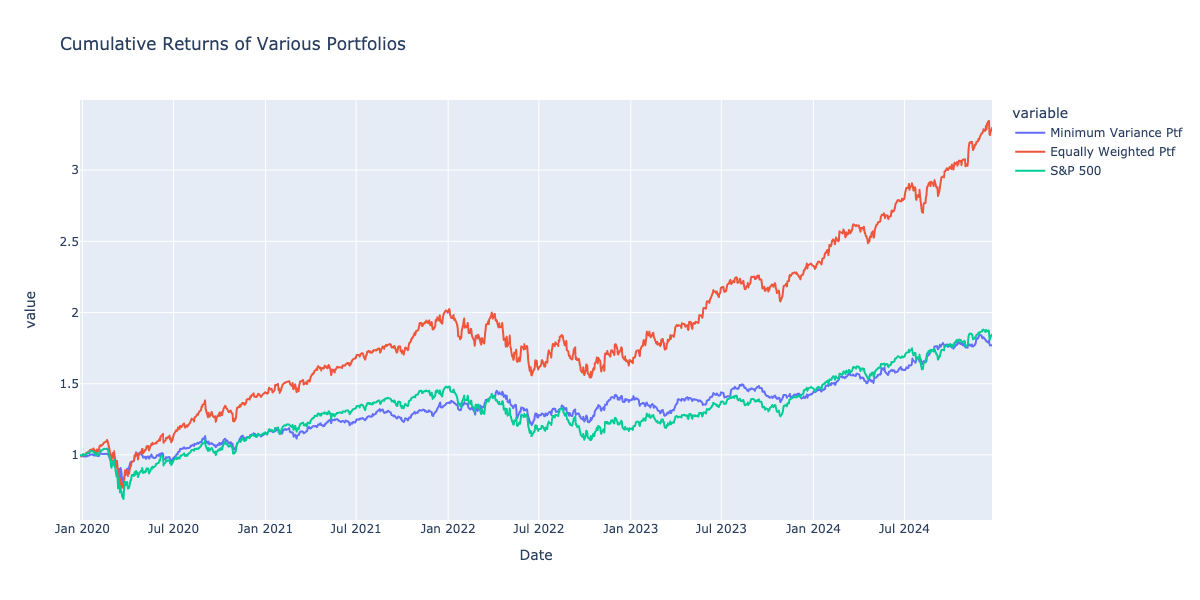 Cumulative Returns of Various Portfolios
variable
Minimum Variance Ptf
Equally Weighted Ptf
S&P 500
value
3
2.5
2
1.5
1
Jan 2020
Jul 2020
Jan 2021
Jul 2021
Jan 2022
Jul 2022
Jan 2023
Jul 2023
Jan 2024
Jul 2024
Date